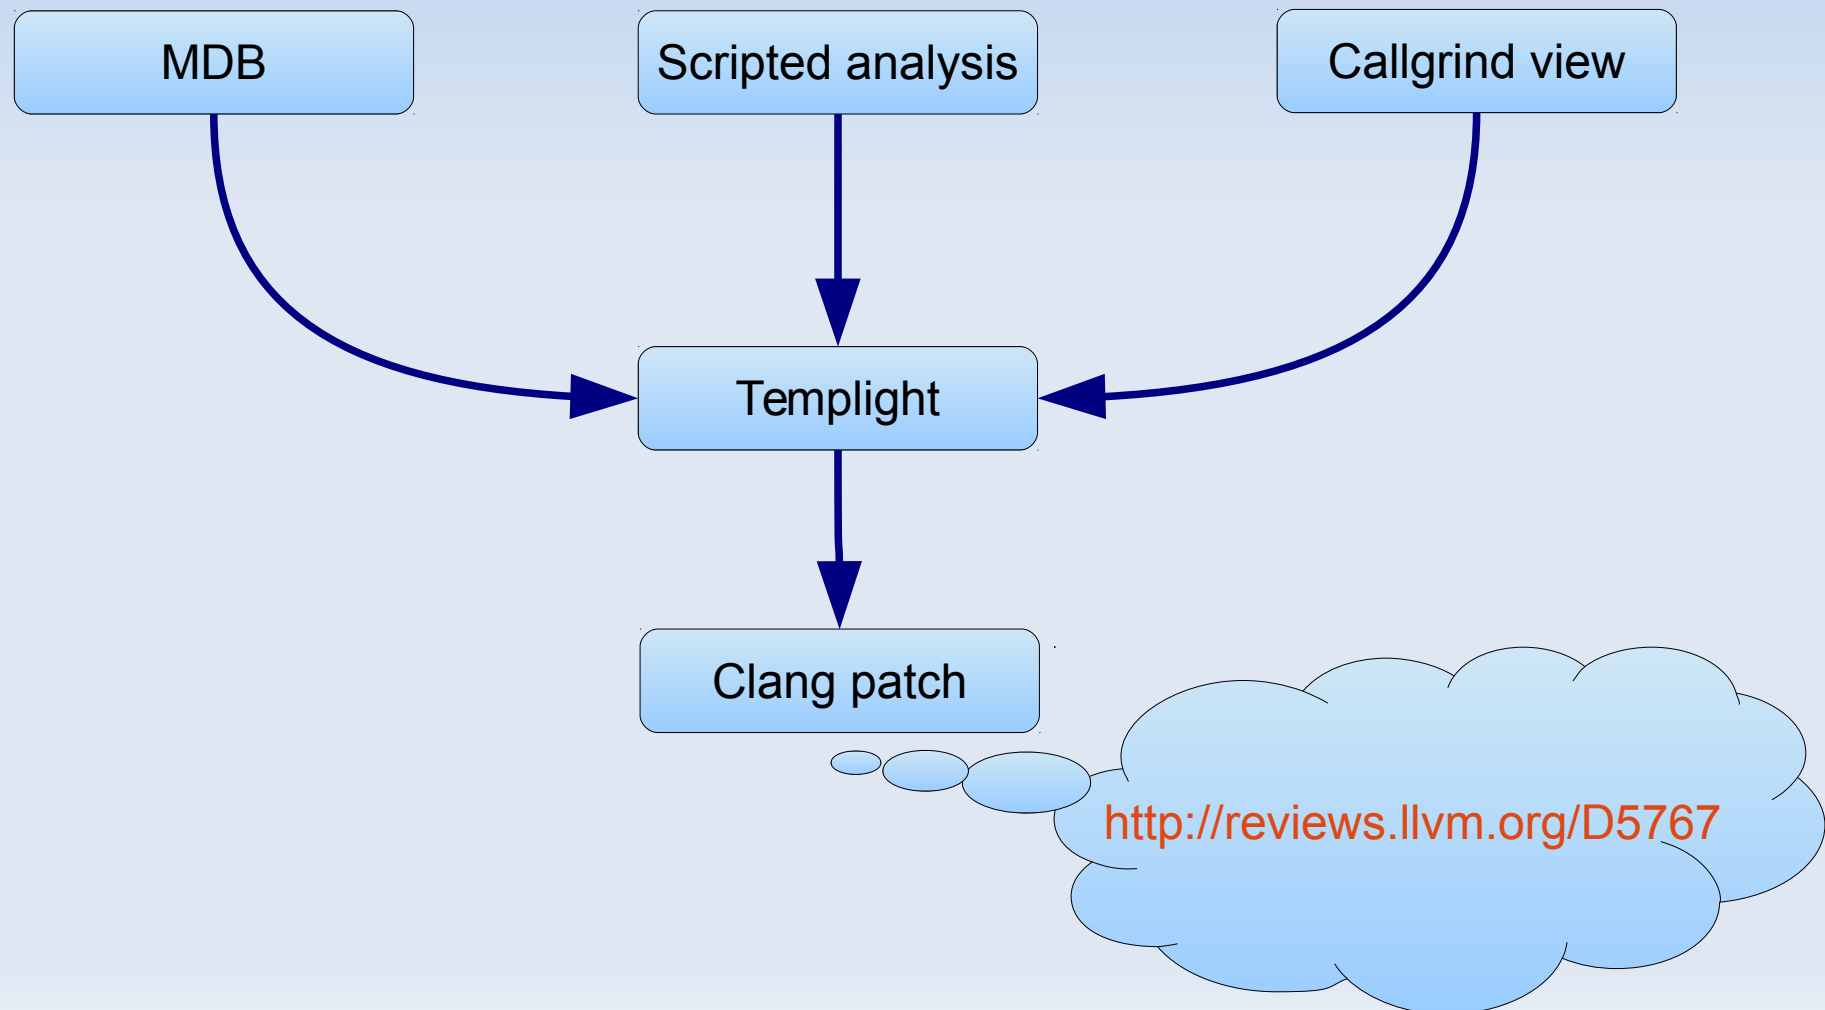 MDB
Scripted analysis
Callgrind view
Templight
Clang patch
http://reviews.llvm.org/D5767